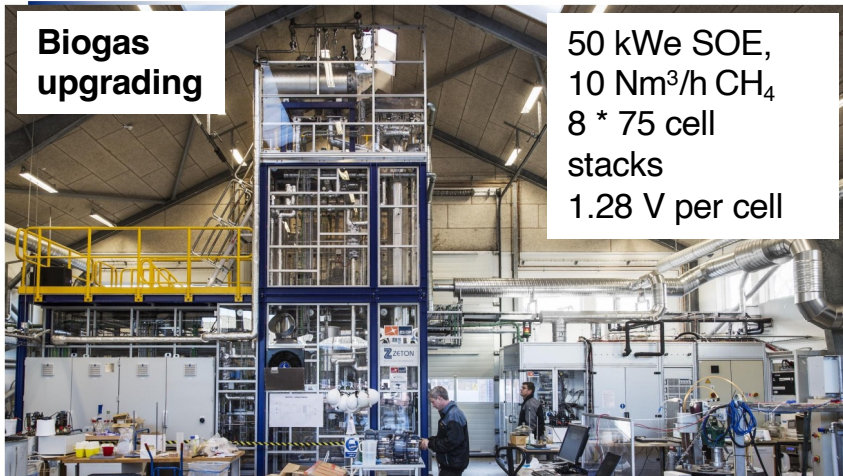 Biogas
upgrading
50 kWe SOE,
10 Nm³/h CH₄
8 * 75 cell
stacks
1.28 V per cell
ZETON